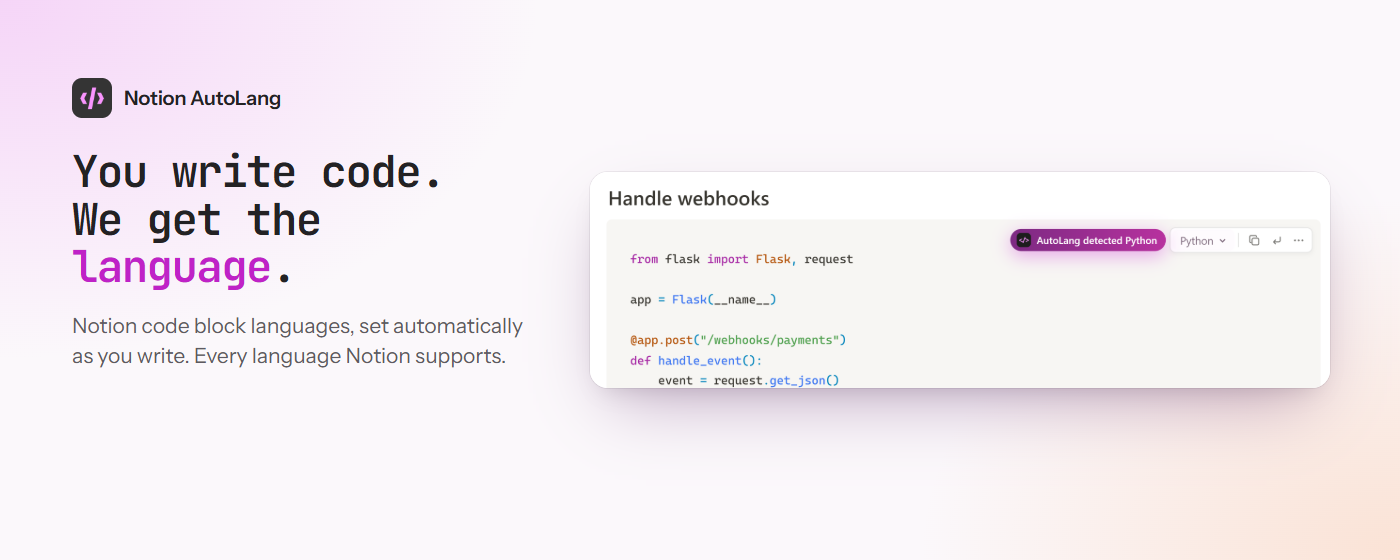 Notion AutoLang
You write code.
We get the
language.
Notion code block languages, set automatically
as you write. Every language Notion supports.
Handle webhooks
</> AutoLang detected Python
Python
from flask import Flask, request
app = Flask(__name__)
@app.post("/webhooks/payments")
def handle_event():
    event = request.get_json()